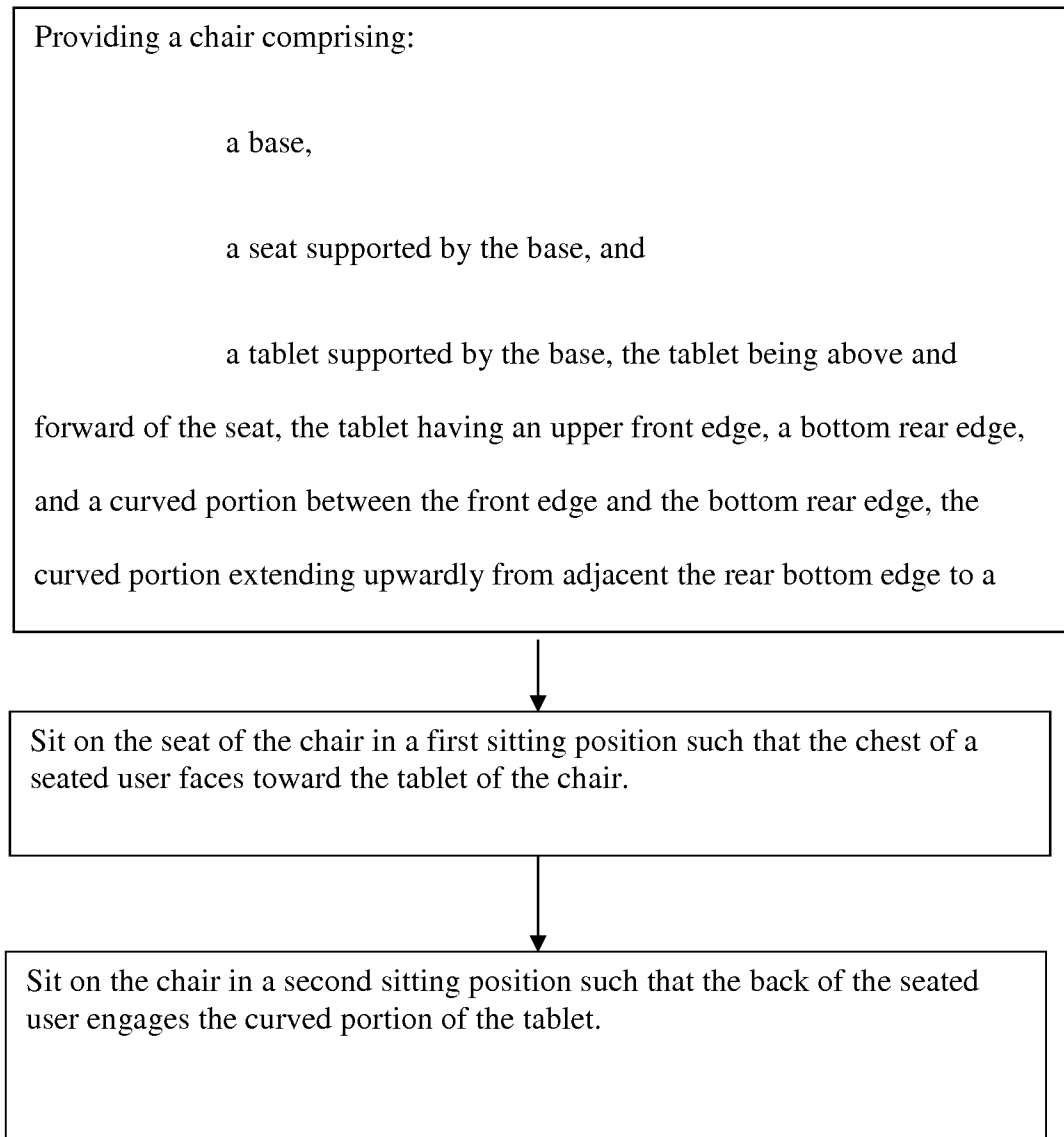 Providing a chair comprising:
a base,
a seat supported by the base, and
a tablet supported by the base, the tablet being above and
forward of the seat, the tablet having an upper front edge, a bottom rear edge,
and a curved portion between the front edge and the bottom rear edge, the
curved portion extending upwardly from adjacent the rear bottom edge to a
Sit on the seat of the chair in a first sitting position such that the chest of a
seated user faces toward the tablet of the chair.
Sit on the chair in a second sitting position such that the back of the seated
user engages the curved portion of the tablet.